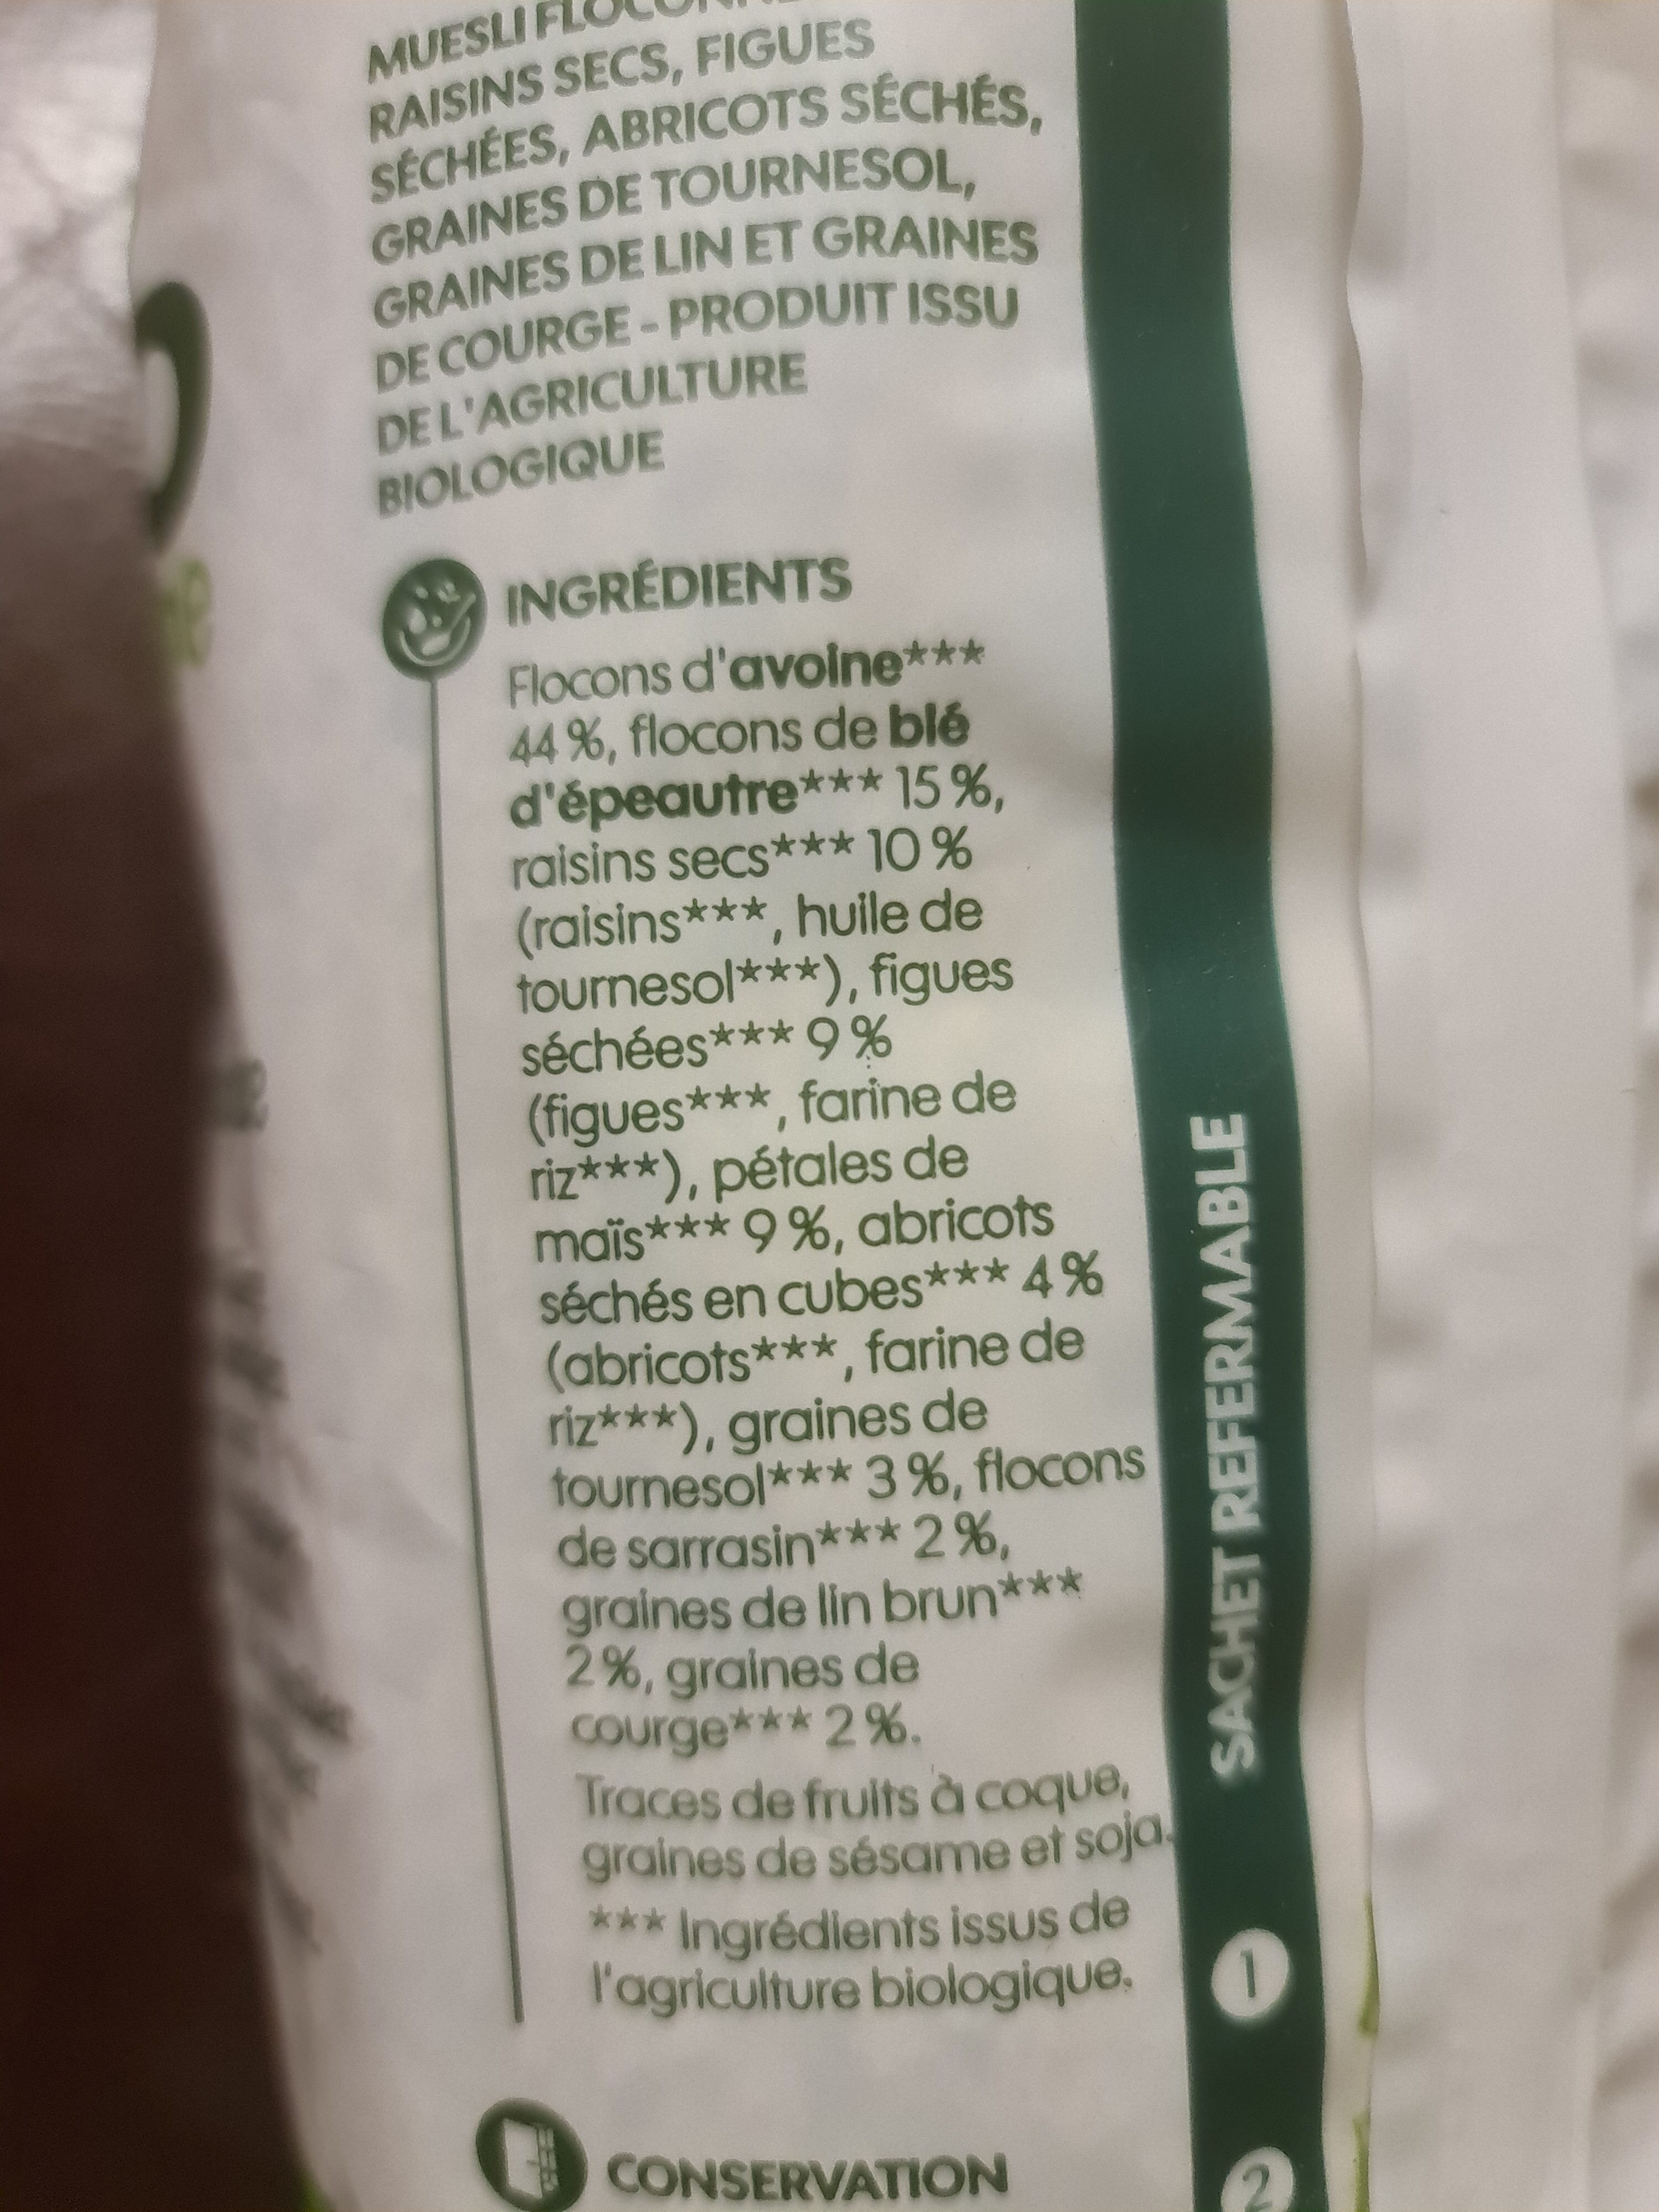 MUESLI
RAISINS SECS, FIGUES
SÉCHÉES, ABRICOTS SÉCHÉS,
GRAINES DE TOURNESOL,
GRAINES DE LIN ET GRAINES
DE COURGE - PRODUIT ISSU
DE L'AGRICULTURE
BIOLOGIQUE
INGRÉDIENTS
Flocons d'avoine***
44 %, flocons de blé
d'épeautre*** 15 %,
raisins secs*** 10 %
(raisins***, huile de
tournesol***), figues
séchées*** 9 %
(figues***, farine de
riz***), pétales de
maïs*** 9 %, abricots
séchés en cubes*** 4 %
(abricots***, farine de
riz***), graines de
tournesol*** 3 %, flocons
de sarrasin*** 2 %,
graines de lin brun***
2 %, graines de
courge*** 2 %.
Traces de fruits à coque,
graines de sésame et soja.
*** Ingrédients issus de
l'agriculture biologique.
CONSERVATION
SACHET REFERMABLE
1
2